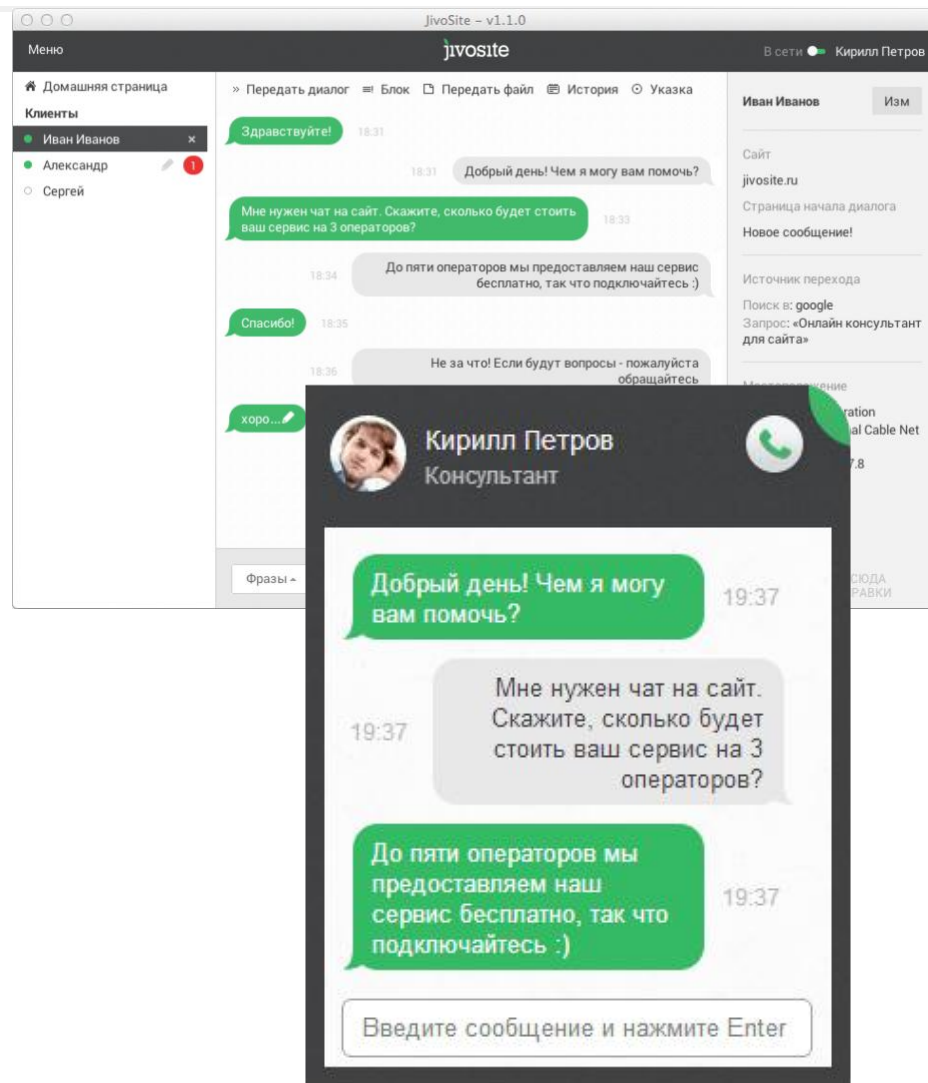 JivoSite – v1.1.0
Меню
jivosite
В сети
Кирилл Петров
Домашняя страница
Клиенты
Иван Иванов ×
Александр 1
Сергей
» Передать диалог
Блок
Передать файл
История
Указка
Здравствуйте! 18:31
18:31 Добрый день! Чем я могу вам помочь?
Мне нужен чат на сайт. Скажите, сколько будет стоить
ваш сервис на 3 операторов?
18:33
18:34
До пяти операторов мы предоставляем наш сервис
бесплатно, так что подключайтесь :)
Спасибо! 18:35
18:36
Не за что! Если будут вопросы - пожалуйста
обращайтесь
хоро...
Фразы
Иван Иванов
Изм
Сайт
jivosite.ru
Страница начала диалога
Новое сообщение!
Источник перехода
Поиск в: google
Запрос: «Онлайн консультант
для сайта»
al Cable Net
7.8
Кирилл Петров
Консультант
Добрый день! Чем я могу
вам помочь?
19:37
19:37
Мне нужен чат на сайт.
Скажите, сколько будет
стоить ваш сервис на 3
операторов?
До пяти операторов мы
предоставляем наш
сервис бесплатно, так что
подключайтесь :)
19:37
Введите сообщение и нажмите Enter